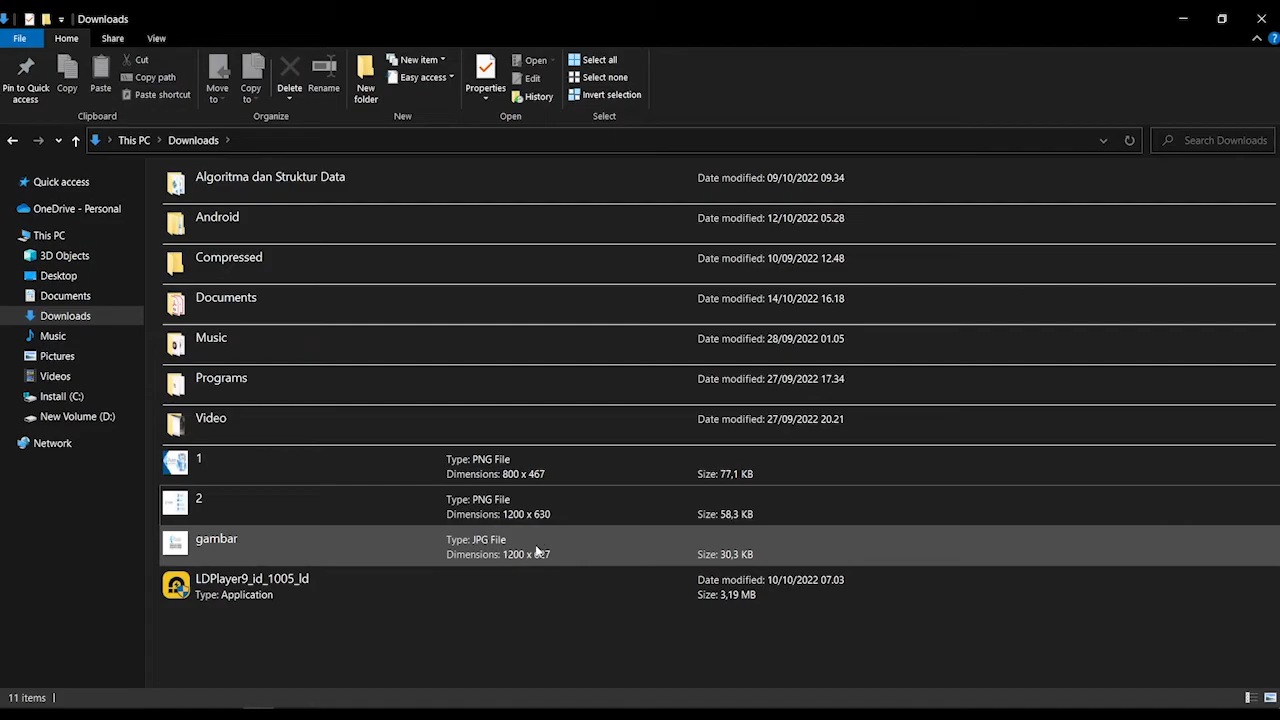 Downloads
File Home Share View
Pin to Quick access
Copy
Paste
Cut
Copy path
Paste shortcut
Clipboard
Move to
Copy to
Delete
Rename
Organize
New folder
New item
Easy access
New
Properties
Open
Edit
History
Open
Select all
Select none
Invert selection
Select
This PC Downloads
Search Downloads
Quick access
OneDrive - Personal
This PC
3D Objects
Desktop
Documents
Downloads
Music
Pictures
Videos
Install (C:)
New Volume (D:)
Network
Algoritma dan Struktur Data Date modified: 09/10/2022 09.34
Android Date modified: 12/10/2022 05.28
Compressed Date modified: 10/09/2022 12.48
Documents Date modified: 14/10/2022 16.18
Music Date modified: 28/09/2022 01.05
Programs Date modified: 27/09/2022 17.34
Video Date modified: 27/09/2022 20.21
1 Type: PNG File
Dimensions: 800 x 467 Size: 77,1 KB
2 Type: PNG File
Dimensions: 1200 x 630 Size: 58,3 KB
gambar Type: JPG File
Dimensions: 1200 x Size: 30,3 KB
LDPlayer9_id_1005_ld Date modified: 10/10/2022 07.03
Type: Application Size: 3,19 MB
11 items